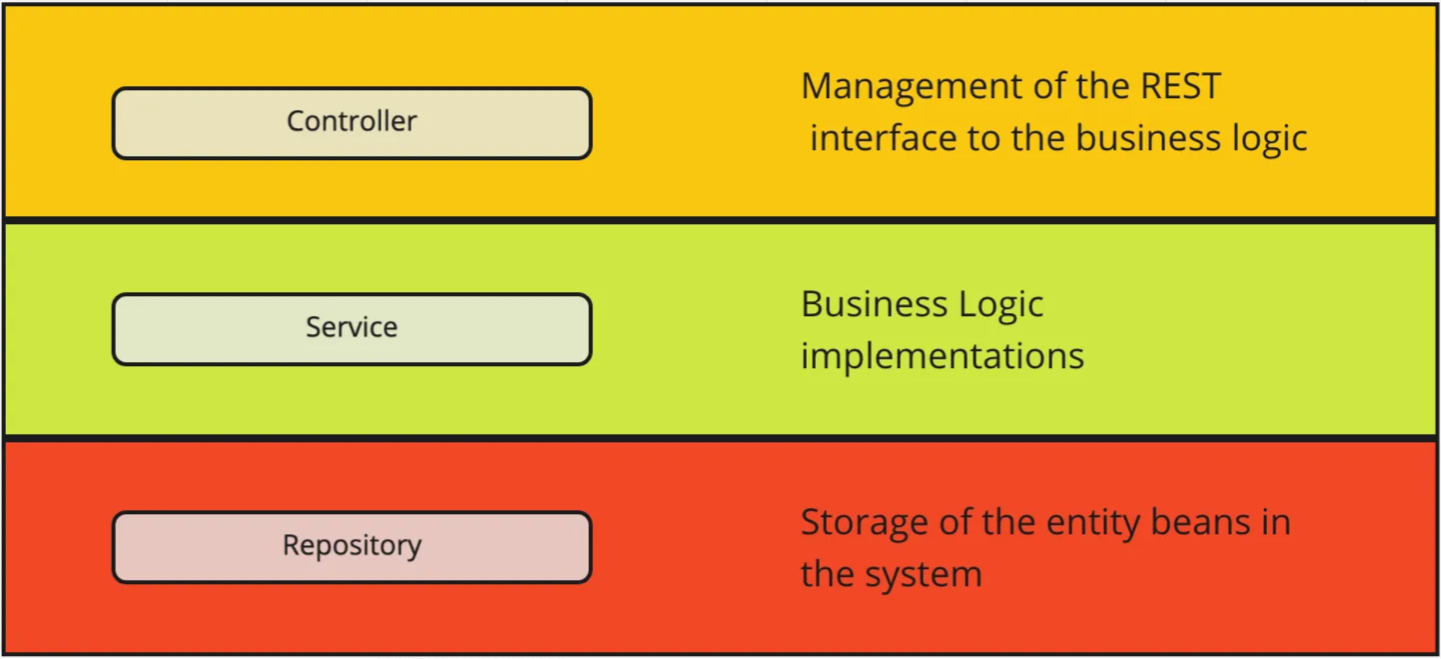 Controller
Management of the REST
interface to the business logic
Service
Business Logic
implementations
Repository
Storage of the entity beans in
the system